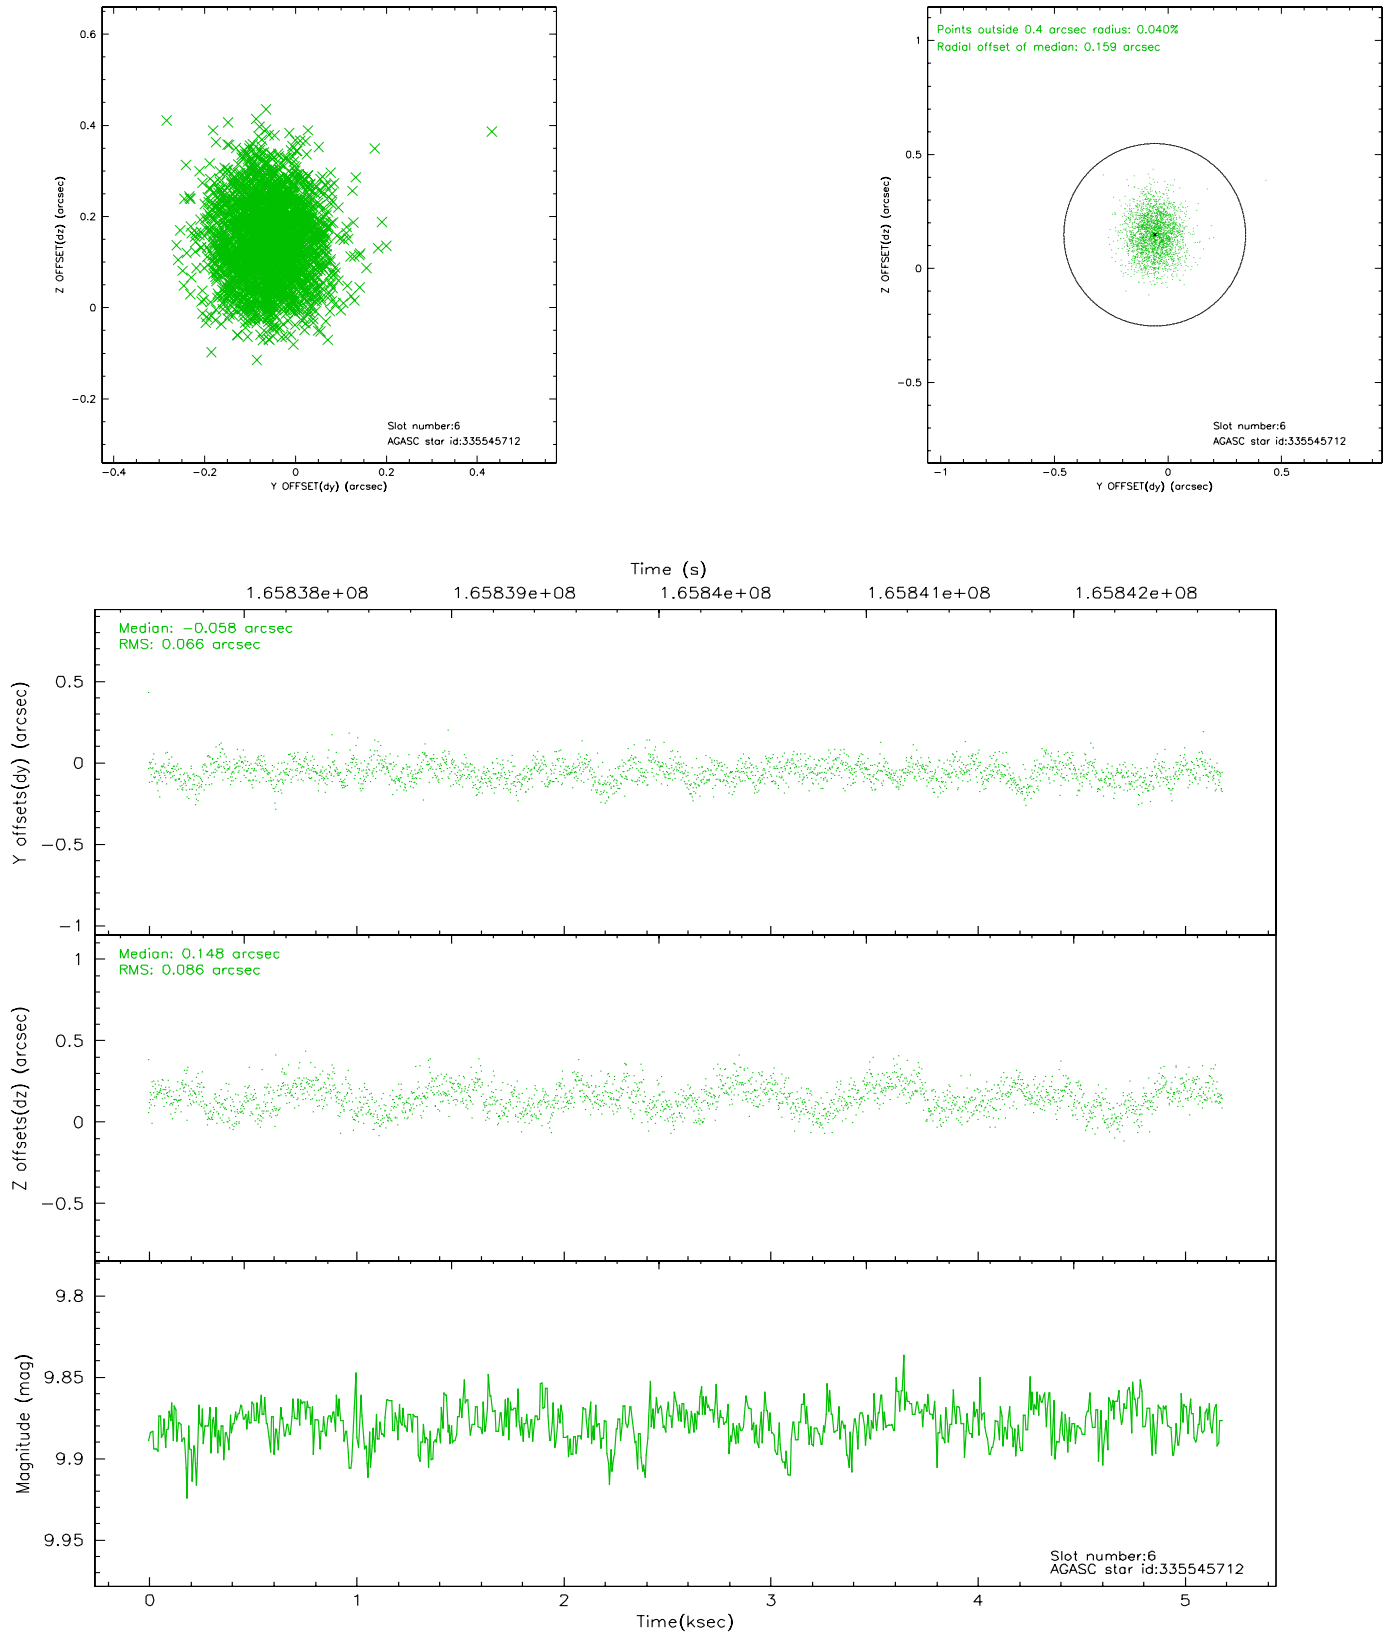 0.6
0.4
0.2
0
−0.2
Z OFFSET(dz) (arcsec)
Slot number:6
AGASC star id:335545712
−0.4 −0.2 0 0.2 0.4
Y OFFSET(dy) (arcsec)
Points outside 0.4 arcsec radius: 0.040%
Radial offset of median: 0.159 arcsec
1
0.5
0
−0.5
Z OFFSET(dz) (arcsec)
Slot number:6
AGASC star id:335545712
−1 −0.5 0 0.5
Y OFFSET(dy) (arcsec)
Time (s)
1.65838e+08 1.65839e+08 1.6584e+08 1.65841e+08 1.65842e+08
Median: −0.058 arcsec
RMS: 0.066 arcsec
0.5
0
−0.5
−1
Y offsets(dy) (arcsec)
Median: 0.148 arcsec
RMS: 0.086 arcsec
1
0.5
0
−0.5
Z offsets(dz) (arcsec)
9.8
9.85
9.9
9.95
Magnitude (mag)
Slot number:6
AGASC star id:335545712
0 1 2 3 4 5
Time(ksec)